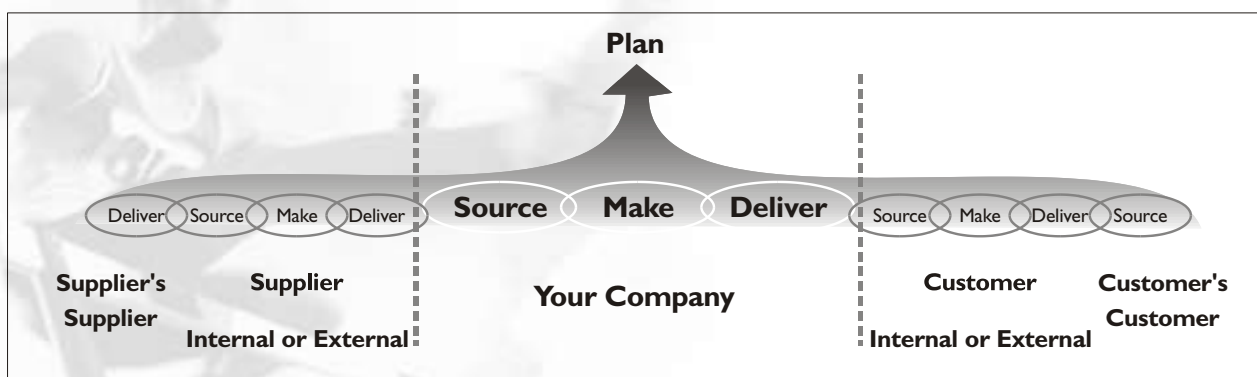 Plan
Deliver Source Make Deliver Source Make Deliver Source Make Deliver Source
Supplier's
Supplier
Supplier
Internal or External
Your Company
Customer
Internal or External
Customer's
Customer